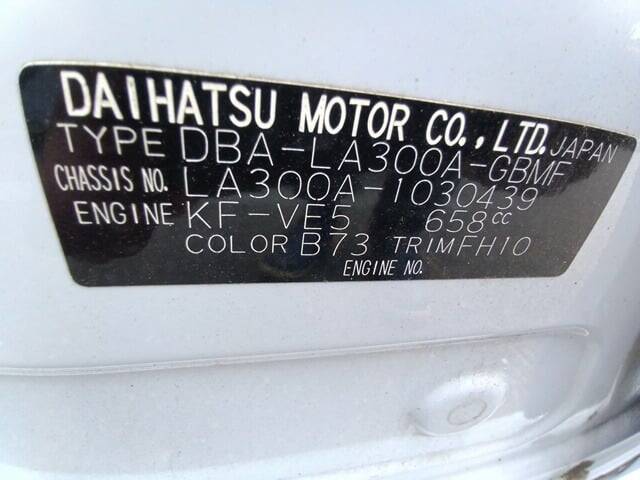 DAIHATSU MOTOR CO., LTD. JAPAN
TYPE DBA-LA300A-GBMF
CHASSIS NO. LA300A-1030439
ENGINE KF-VE5 658cc
COLOR B73 TRIM FH10
ENGINE NO.